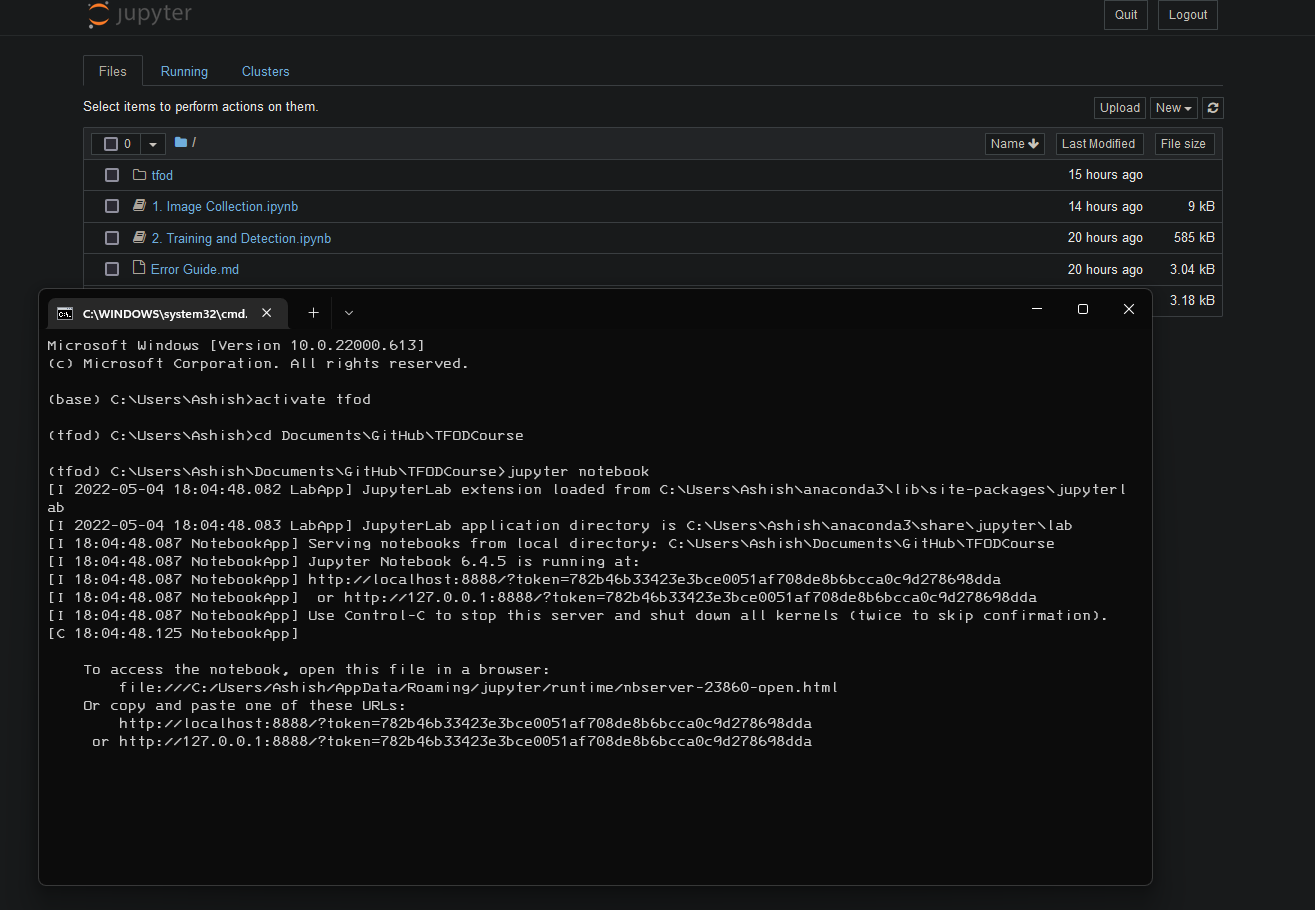 jupyter
Quit Logout
Files Running Clusters
Select items to perform actions on them.
Upload New
0 / Name Last Modified File size
tfod 15 hours ago
1. Image Collection.ipynb 14 hours ago 9 kB
2. Training and Detection.ipynb 20 hours ago 585 kB
Error Guide.md 20 hours ago 3.04 kB
3.18 kB
C:\WINDOWS\system32\cmd.
Microsoft Windows [Version 10.0.22000.613]
(c) Microsoft Corporation. All rights reserved.
(base) C:\Users\Ashish>activate tfod
(tfod) C:\Users\Ashish>cd Documents\GitHub\TFODCourse
(tfod) C:\Users\Ashish\Documents\GitHub\TFODCourse>jupyter notebook
[I 2022-05-04 18:04:48.082 LabApp] JupyterLab extension loaded from C:\Users\Ashish\anaconda3\lib\site-packages\jupyterl
ab
[I 2022-05-04 18:04:48.083 LabApp] JupyterLab application directory is C:\Users\Ashish\anaconda3\share\jupyter\lab
[I 18:04:48.087 NotebookApp] Serving notebooks from local directory: C:\Users\Ashish\Documents\GitHub\TFODCourse
[I 18:04:48.087 NotebookApp] Jupyter Notebook 6.4.5 is running at:
[I 18:04:48.087 NotebookApp] http://localhost:8888/?token=782b46b33423e3bce0051af708de8b6bcca0c9d278698dda
[I 18:04:48.087 NotebookApp]  or http://127.0.0.1:8888/?token=782b46b33423e3bce0051af708de8b6bcca0c9d278698dda
[I 18:04:48.087 NotebookApp] Use Control-C to stop this server and shut down all kernels (twice to skip confirmation).
[C 18:04:48.125 NotebookApp]
To access the notebook, open this file in a browser:
file:///C:/Users/Ashish/AppData/Roaming/jupyter/runtime/nbserver-23860-open.html
Or copy and paste one of these URLs:
http://localhost:8888/?token=782b46b33423e3bce0051af708de8b6bcca0c9d278698dda
or http://127.0.0.1:8888/?token=782b46b33423e3bce0051af708de8b6bcca0c9d278698dda